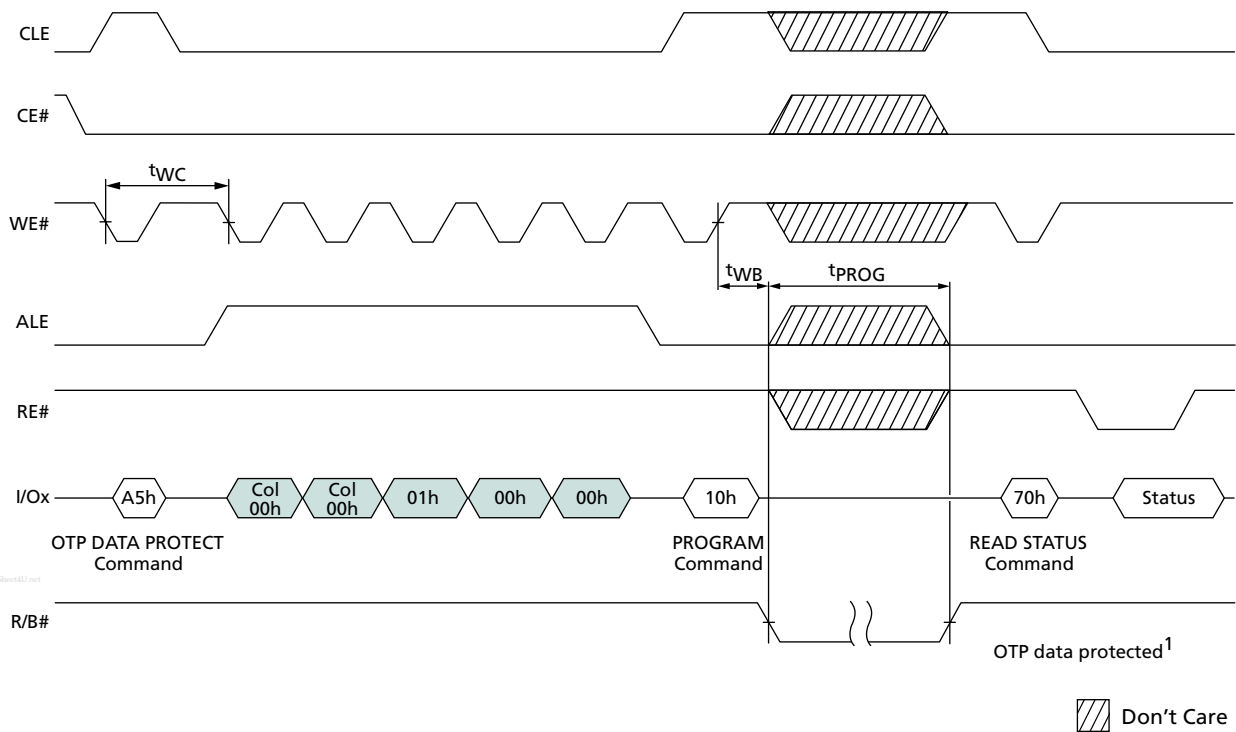 CLE
CE#
tWC
WE#
tWB
tPROG
ALE
RE#
I/Ox
A5h
Col
00h
Col
00h
01h
00h
00h
10h
70h
Status
OTP DATA PROTECT
Command
PROGRAM
Command
READ STATUS
Command
R/B#
OTP data protected1
Don't Care